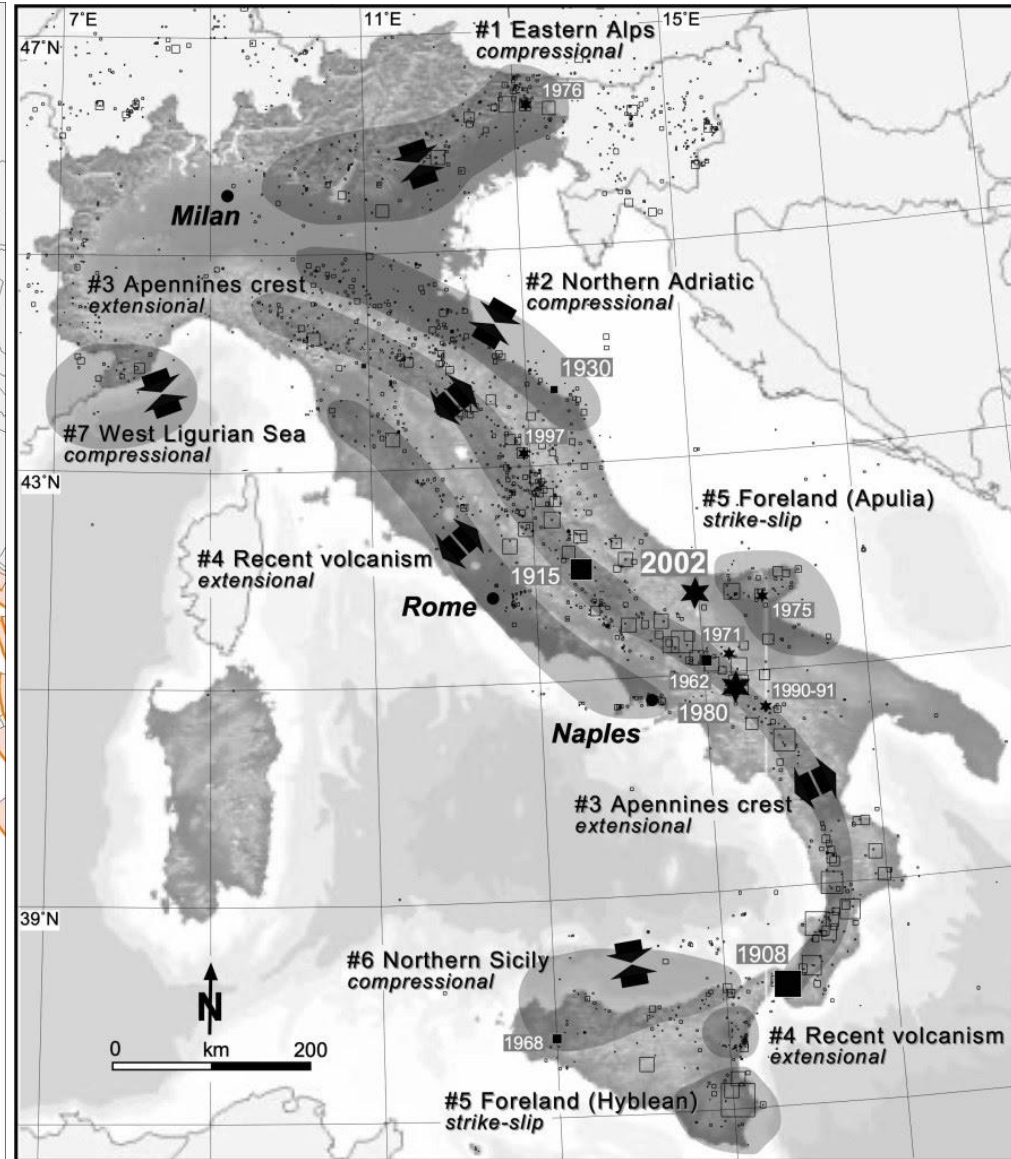 7°E
11°E
15°E
47°N
#1 Eastern Alps
compressional
1976
Milan
#3 Apennines crest
extensional
#2 Northern Adriatic
compressional
1930
#7 West Ligurian Sea
compressional
1997
43°N
#5 Foreland (Apulia)
strike-slip
#4 Recent volcanism
extensional
1915
2002
Rome
1975
1971
1962
1990-91
1980
Naples
#3 Apennines crest
extensional
39°N
#6 Northern Sicily
compressional
1908
N
0 km 200
1968
#4 Recent volcanism
extensional
#5 Foreland (Hyblean)
strike-slip